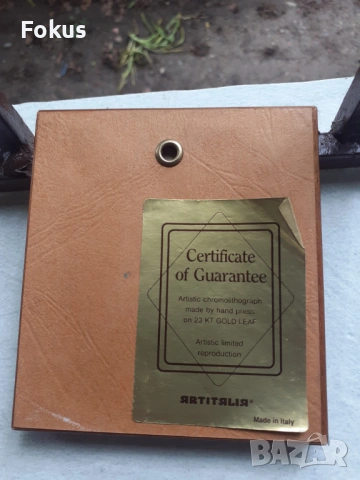 Fokus
Certificate
of Guarantee
Artistic chromolithograph
made by hand press
on 23 KT GOLD LEAF
Artistic limited
reproduction
ARTITALIA®
Made in Italy
BAZAR